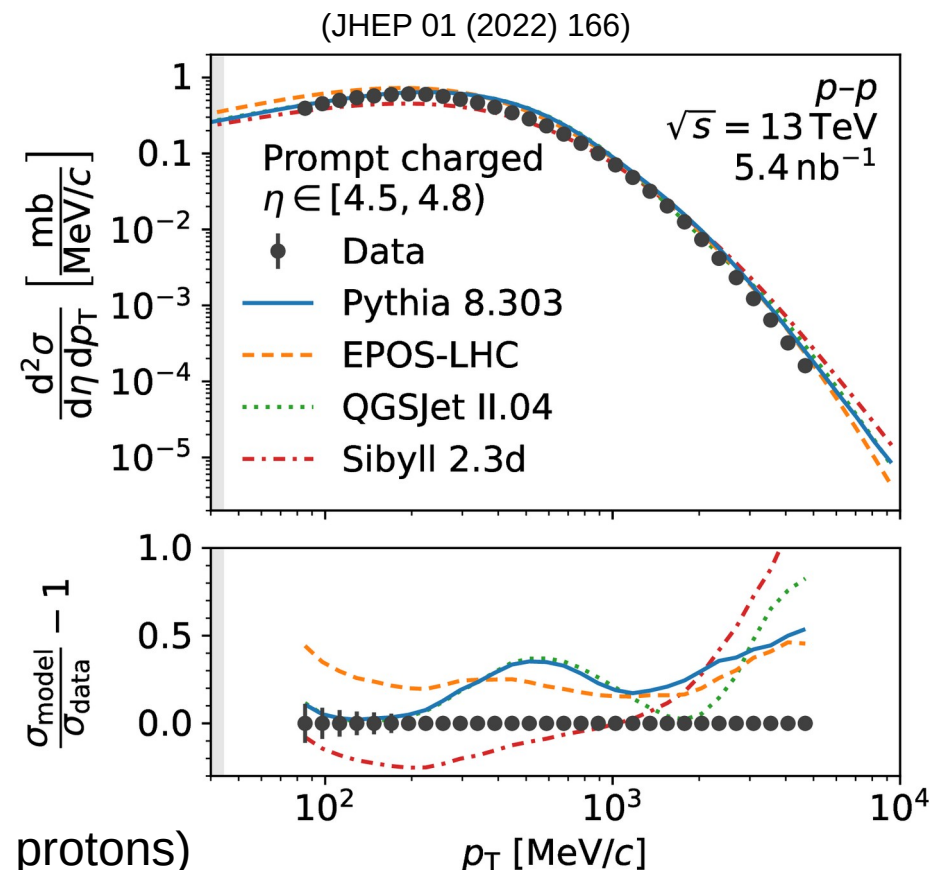 (JHEP 01 (2022) 166)
1
0.1
10⁻²
10⁻³
10⁻⁴
10⁻⁵
d²σ / dη dp_T [mb / MeV/c]
p–p
√s = 13 TeV
5.4 nb⁻¹
Prompt charged
η ∈ [4.5, 4.8)
Data
Pythia 8.303
EPOS-LHC
QGSJet II.04
Sibyll 2.3d
1.0
0.5
0.0
σ_model / σ_data − 1
10² 10³ 10⁴
p_T [MeV/c]
protons)